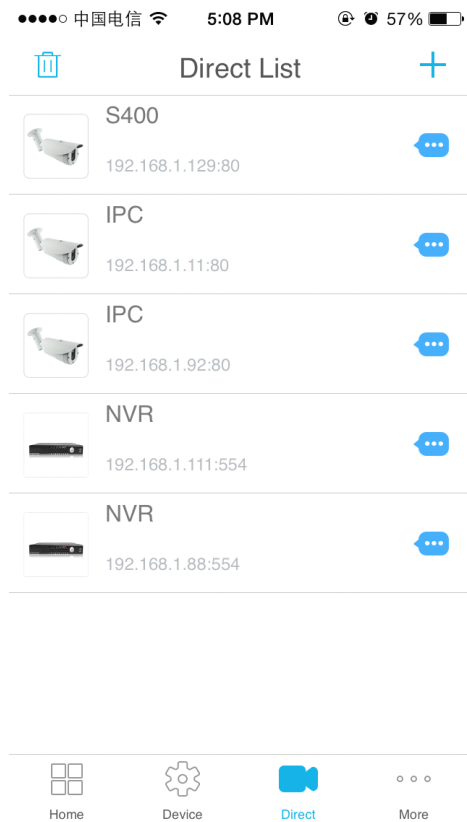 中国电信 5:08 PM 57%
Direct List
S400
192.168.1.129:80
IPC
192.168.1.11:80
IPC
192.168.1.92:80
NVR
192.168.1.111:554
NVR
192.168.1.88:554
Home Device Direct More